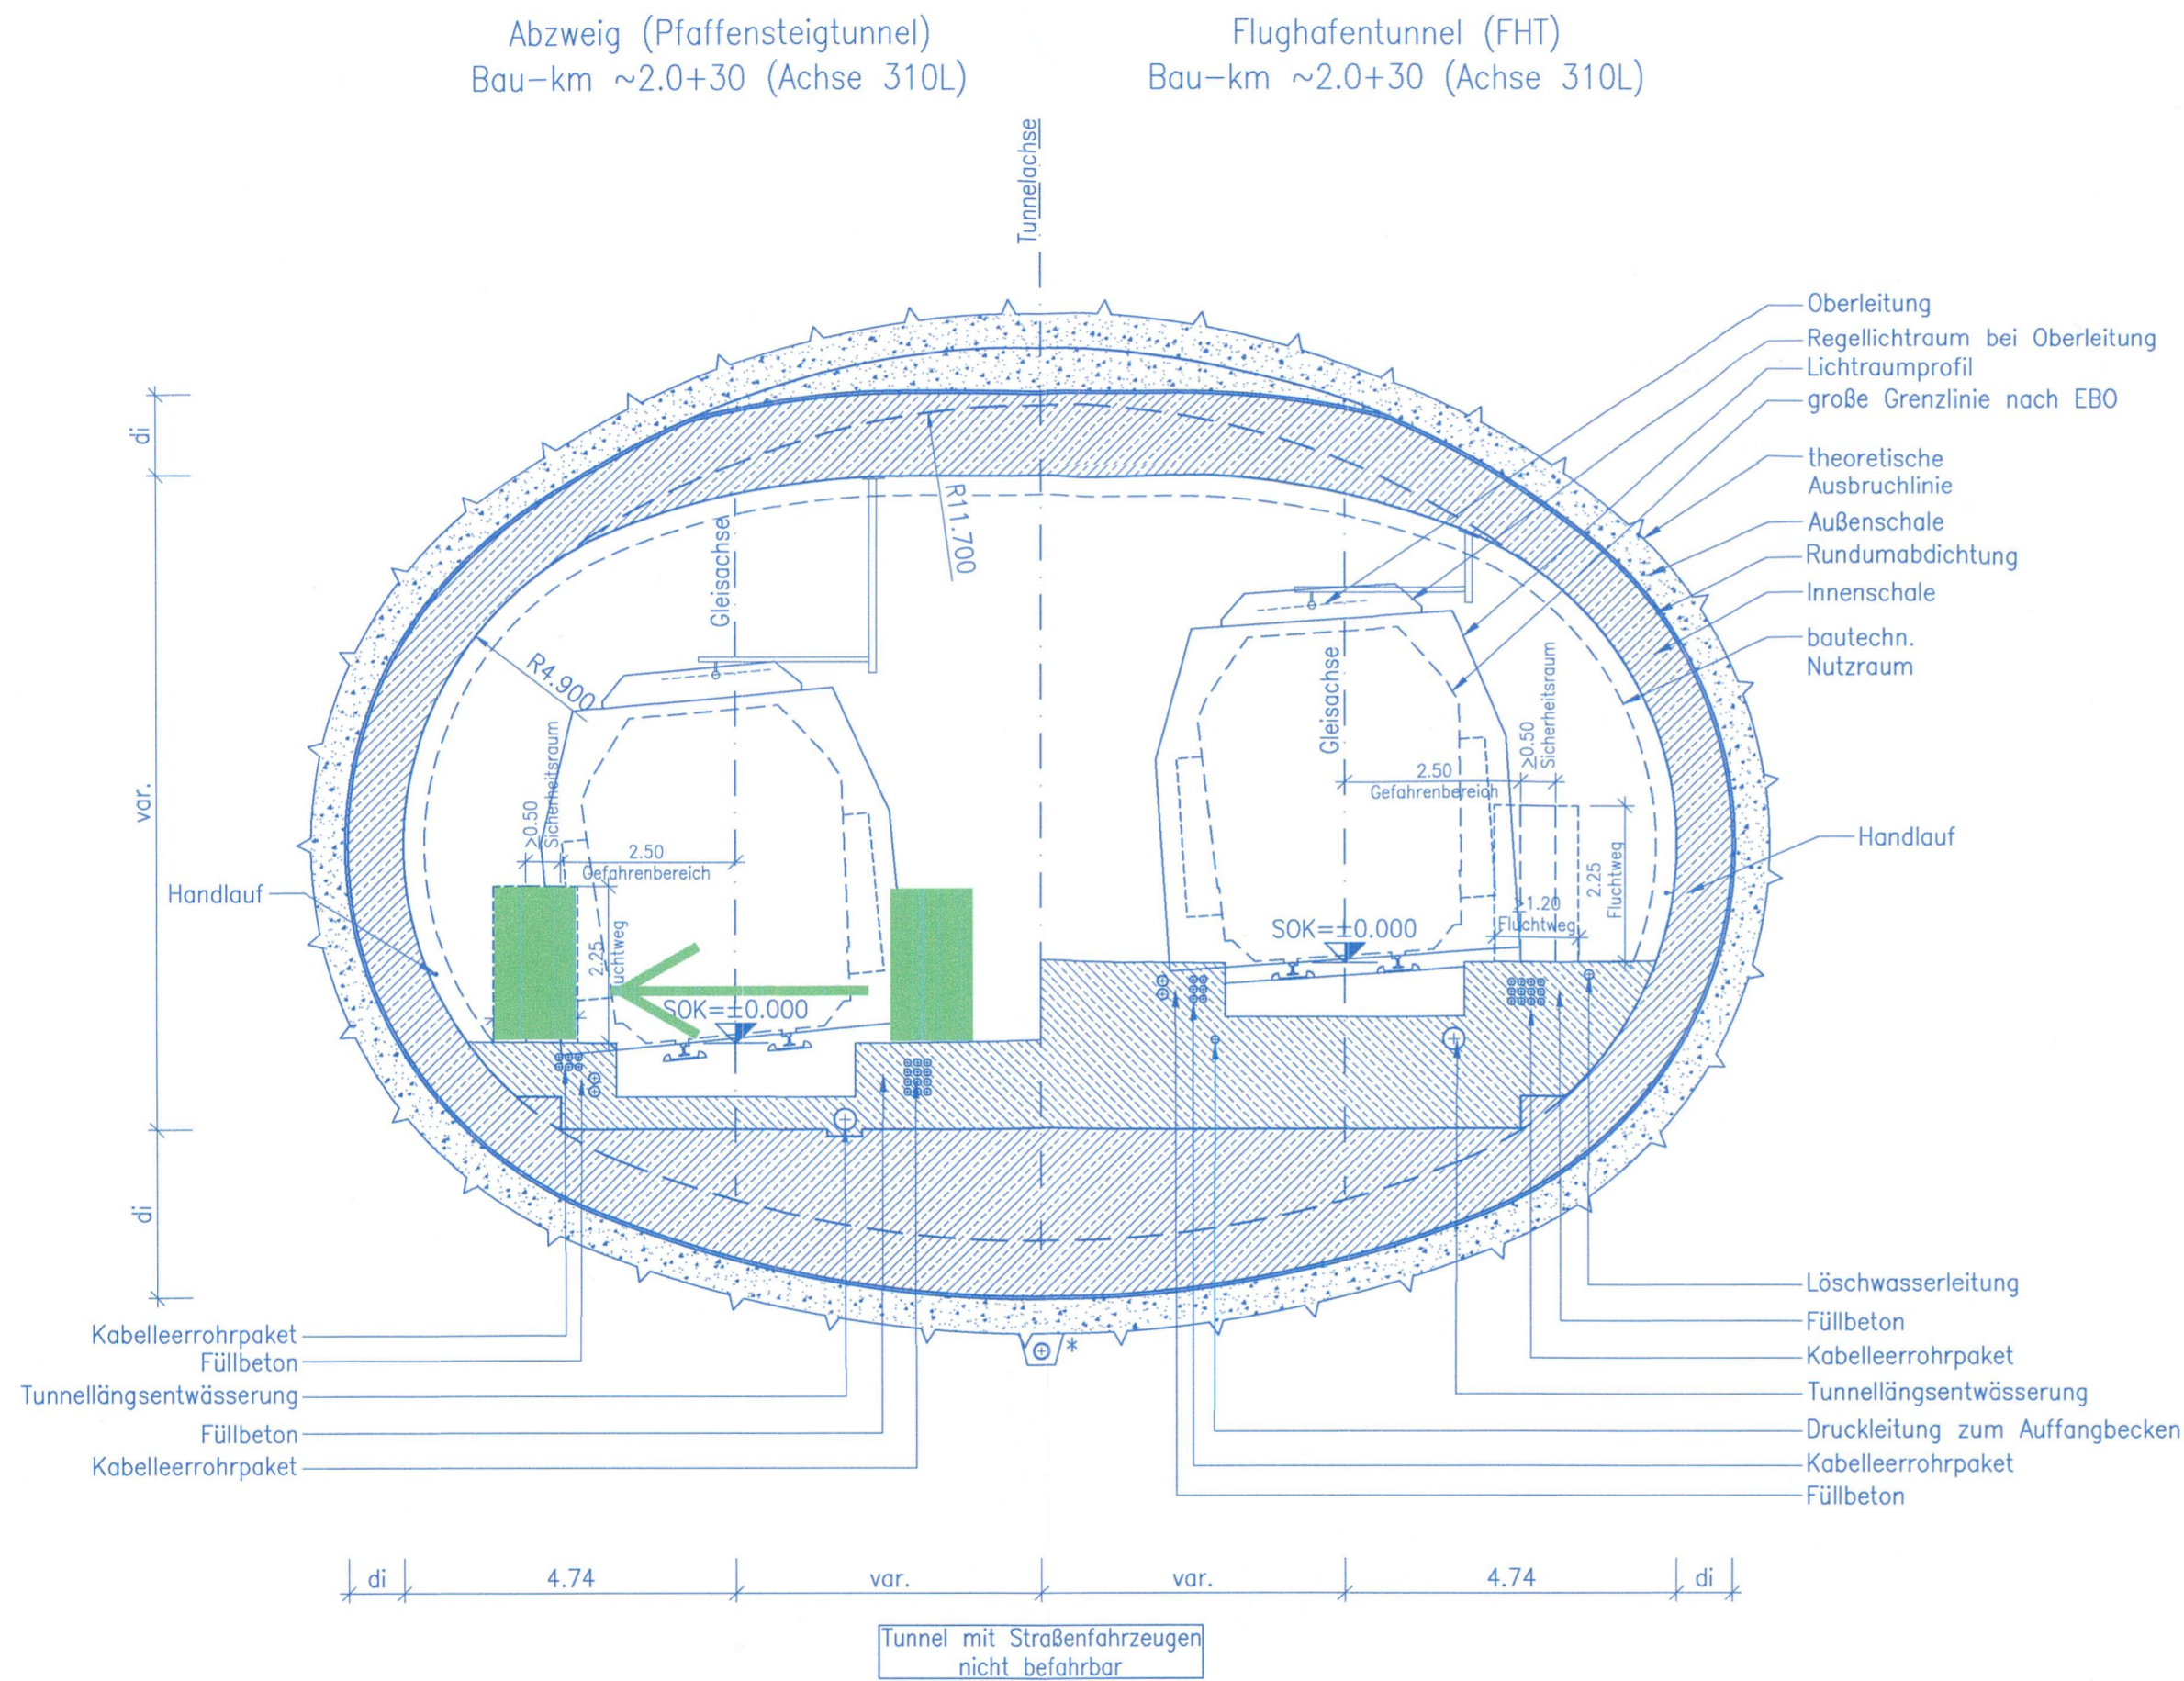 Abzweig (Pfaffensteigtunnel)
Bau-km ~2.0+30 (Achse 310L)
Flughafentunnel (FHT)
Bau-km ~2.0+30 (Achse 310L)
Tunnelachse
Oberleitung
Regellichtraum bei Oberleitung
Lichtraumprofil
große Grenzlinie nach EBO
theoretische
Ausbruchlinie
Außenschale
Rundumabdichtung
Innenschale
bautechn.
Nutzraum
Handlauf
di
var.
di
R11.700
R4.900
Gleisachse
≥0.50
Sicherheitsraum
2.50
Gefahrenbereich
2.25
uchtweg
SOK=±0.000
Handlauf
Gleisachse
≥0.50
Sicherheitsraum
2.50
Gefahrenbereich
≥1.20
Fluchtweg
2.25
Fluchtweg
SOK=±0.000
Kabelleerrohrpaket
Füllbeton
Tunnellängsentwässerung
Füllbeton
Kabelleerrohrpaket
*
Löschwasserleitung
Füllbeton
Kabelleerrohrpaket
Tunnellängsentwässerung
Druckleitung zum Auffangbecken
Kabelleerrohrpaket
Füllbeton
di 4.74 var. var. 4.74 di
Tunnel mit Straßenfahrzeugen
nicht befahrbar